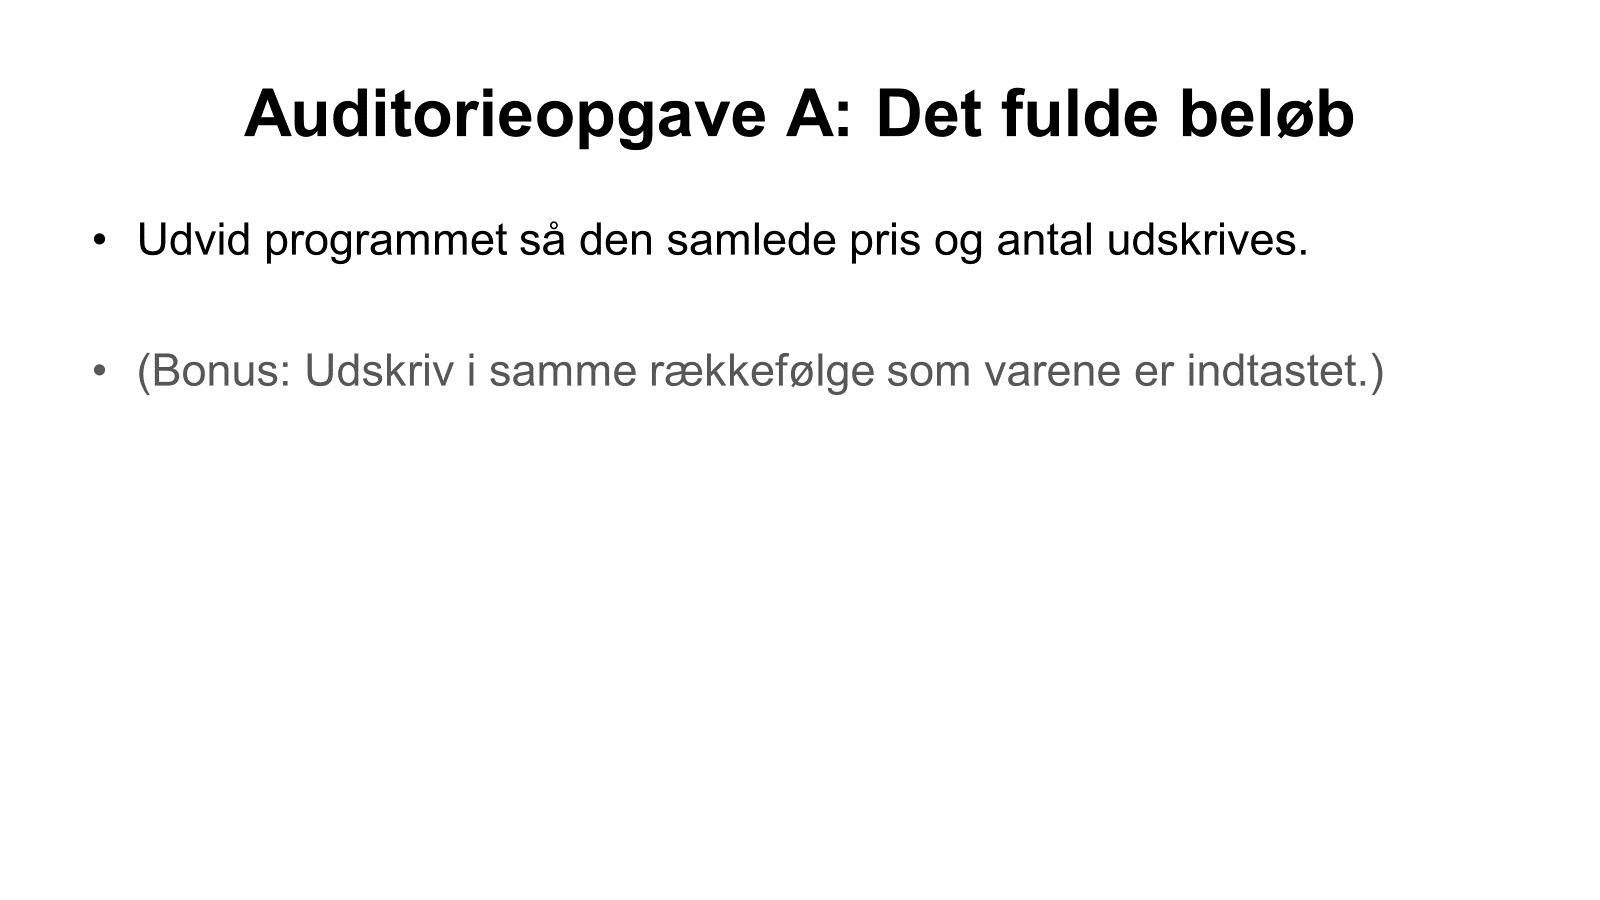 Auditorieopgave A: Det fulde beløb
• Udvid programmet så den samlede pris og antal udskrives.
• (Bonus: Udskriv i samme rækkefølge som varene er indtastet.)